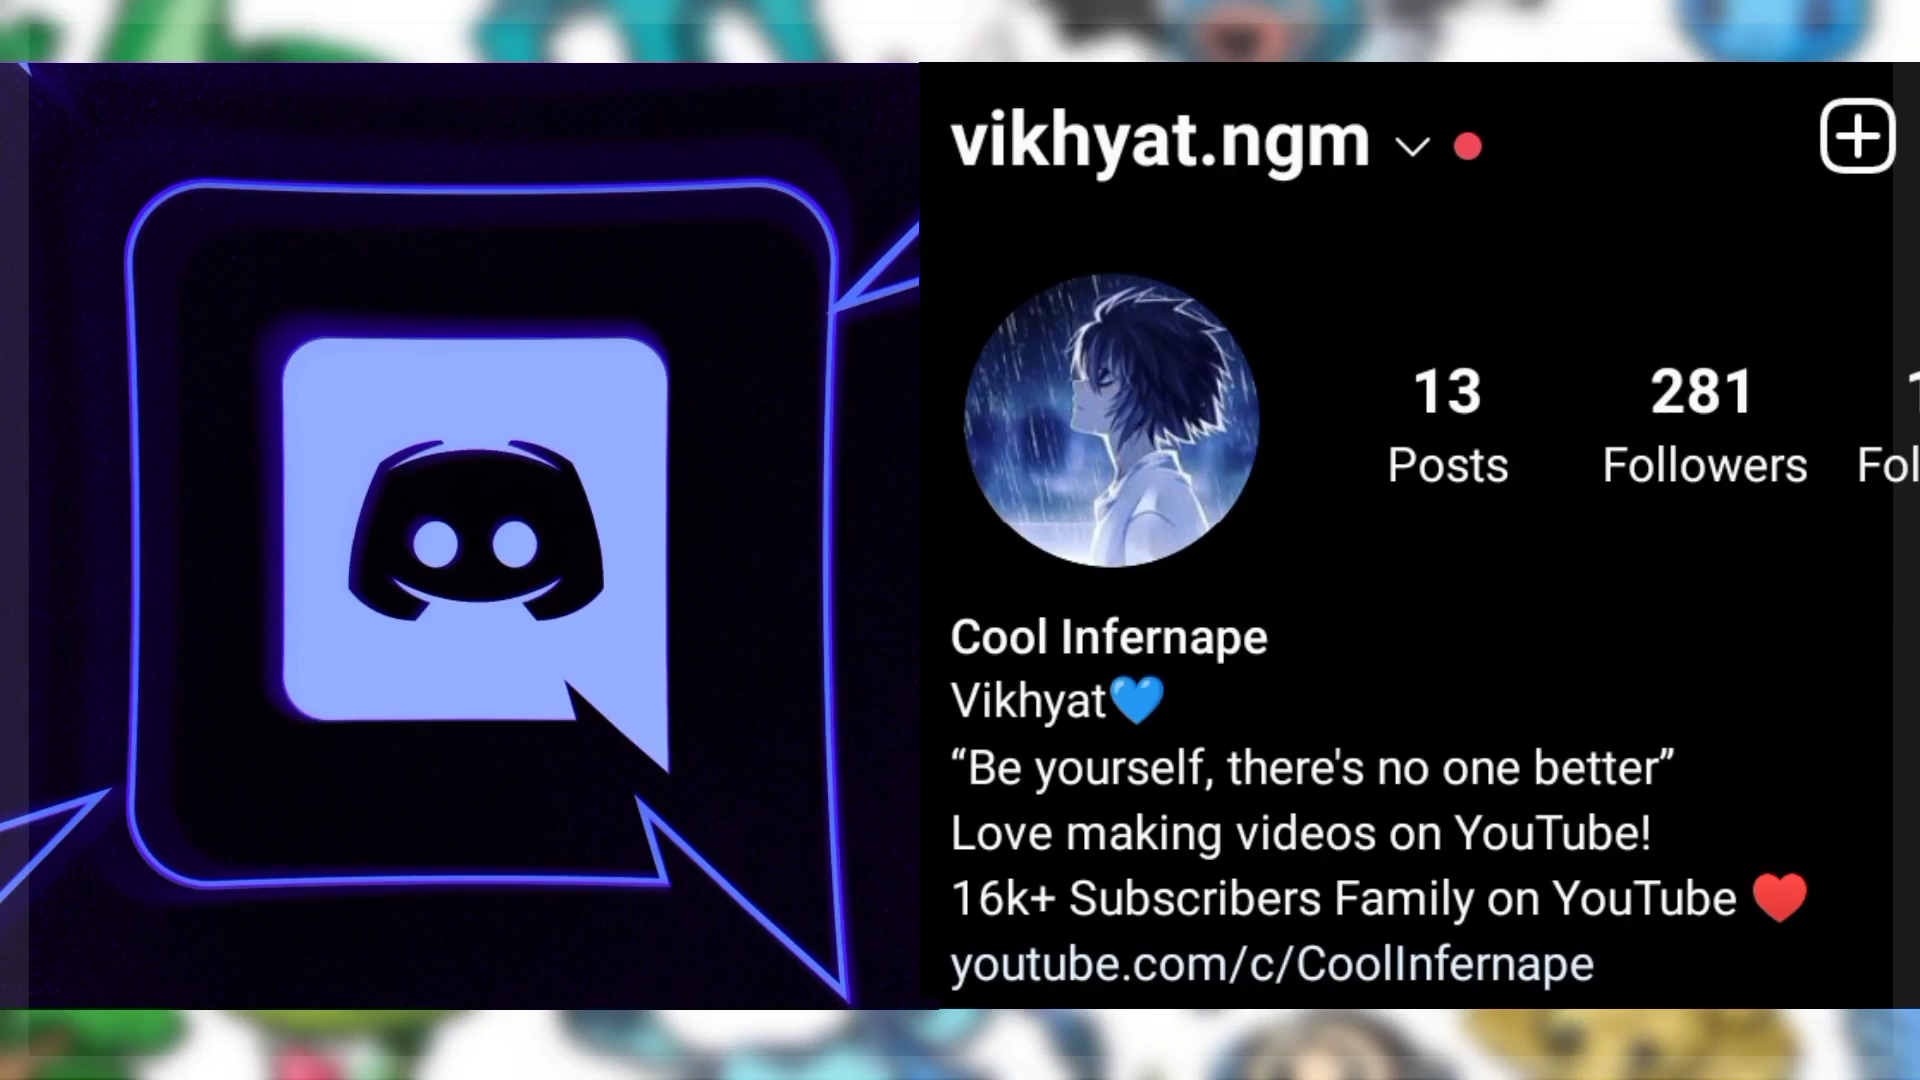 vikhyat.ngm
13 281
Posts Followers Fol
Cool Infernape
Vikhyat💙
“Be yourself, there's no one better”
Love making videos on YouTube!
16k+ Subscribers Family on YouTube ♥️
youtube.com/c/CoolInfernape